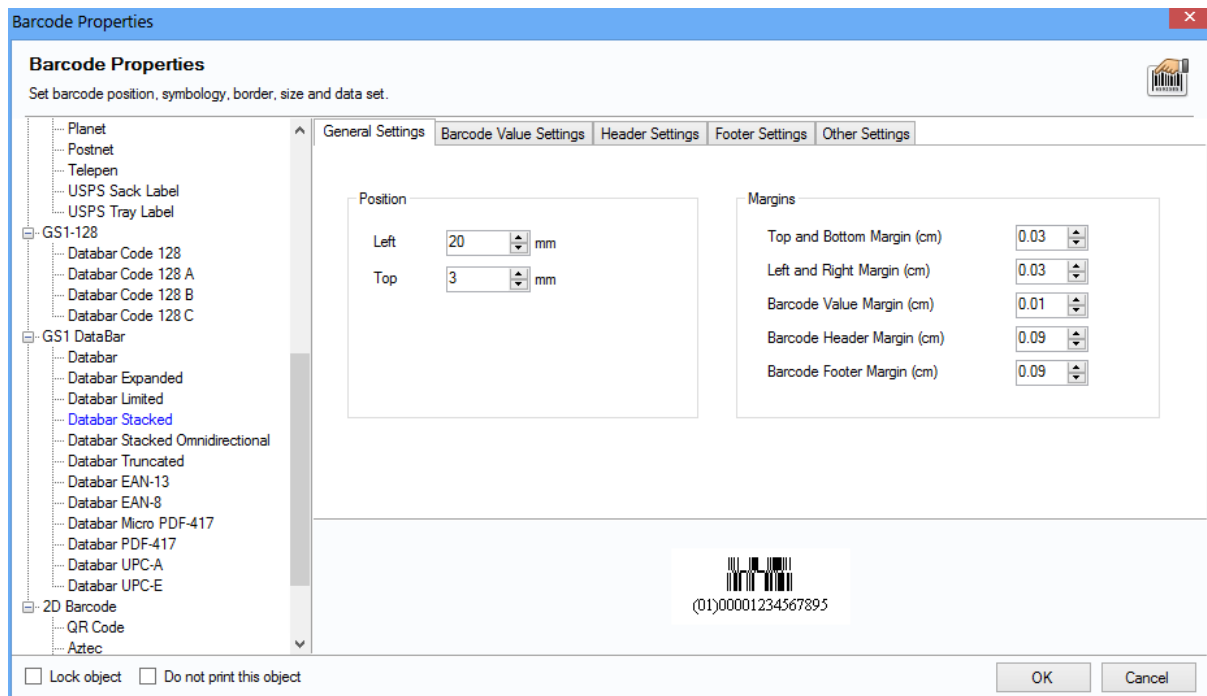 Barcode Properties
Barcode Properties
Set barcode position, symbology, border, size and data set.
Planet
Postnet
Telepen
USPS Sack Label
USPS Tray Label
GS1-128
Databar Code 128
Databar Code 128 A
Databar Code 128 B
Databar Code 128 C
GS1 DataBar
Databar
Databar Expanded
Databar Limited
Databar Stacked
Databar Stacked Omnidirectional
Databar Truncated
Databar EAN-13
Databar EAN-8
Databar Micro PDF-417
Databar PDF-417
Databar UPC-A
Databar UPC-E
2D Barcode
QR Code
Aztec
General Settings Barcode Value Settings Header Settings Footer Settings Other Settings
Position
Left 20 mm
Top 3 mm
Margins
Top and Bottom Margin (cm) 0.03
Left and Right Margin (cm) 0.03
Barcode Value Margin (cm) 0.01
Barcode Header Margin (cm) 0.09
Barcode Footer Margin (cm) 0.09
(01)00001234567895
Lock object Do not print this object OK Cancel